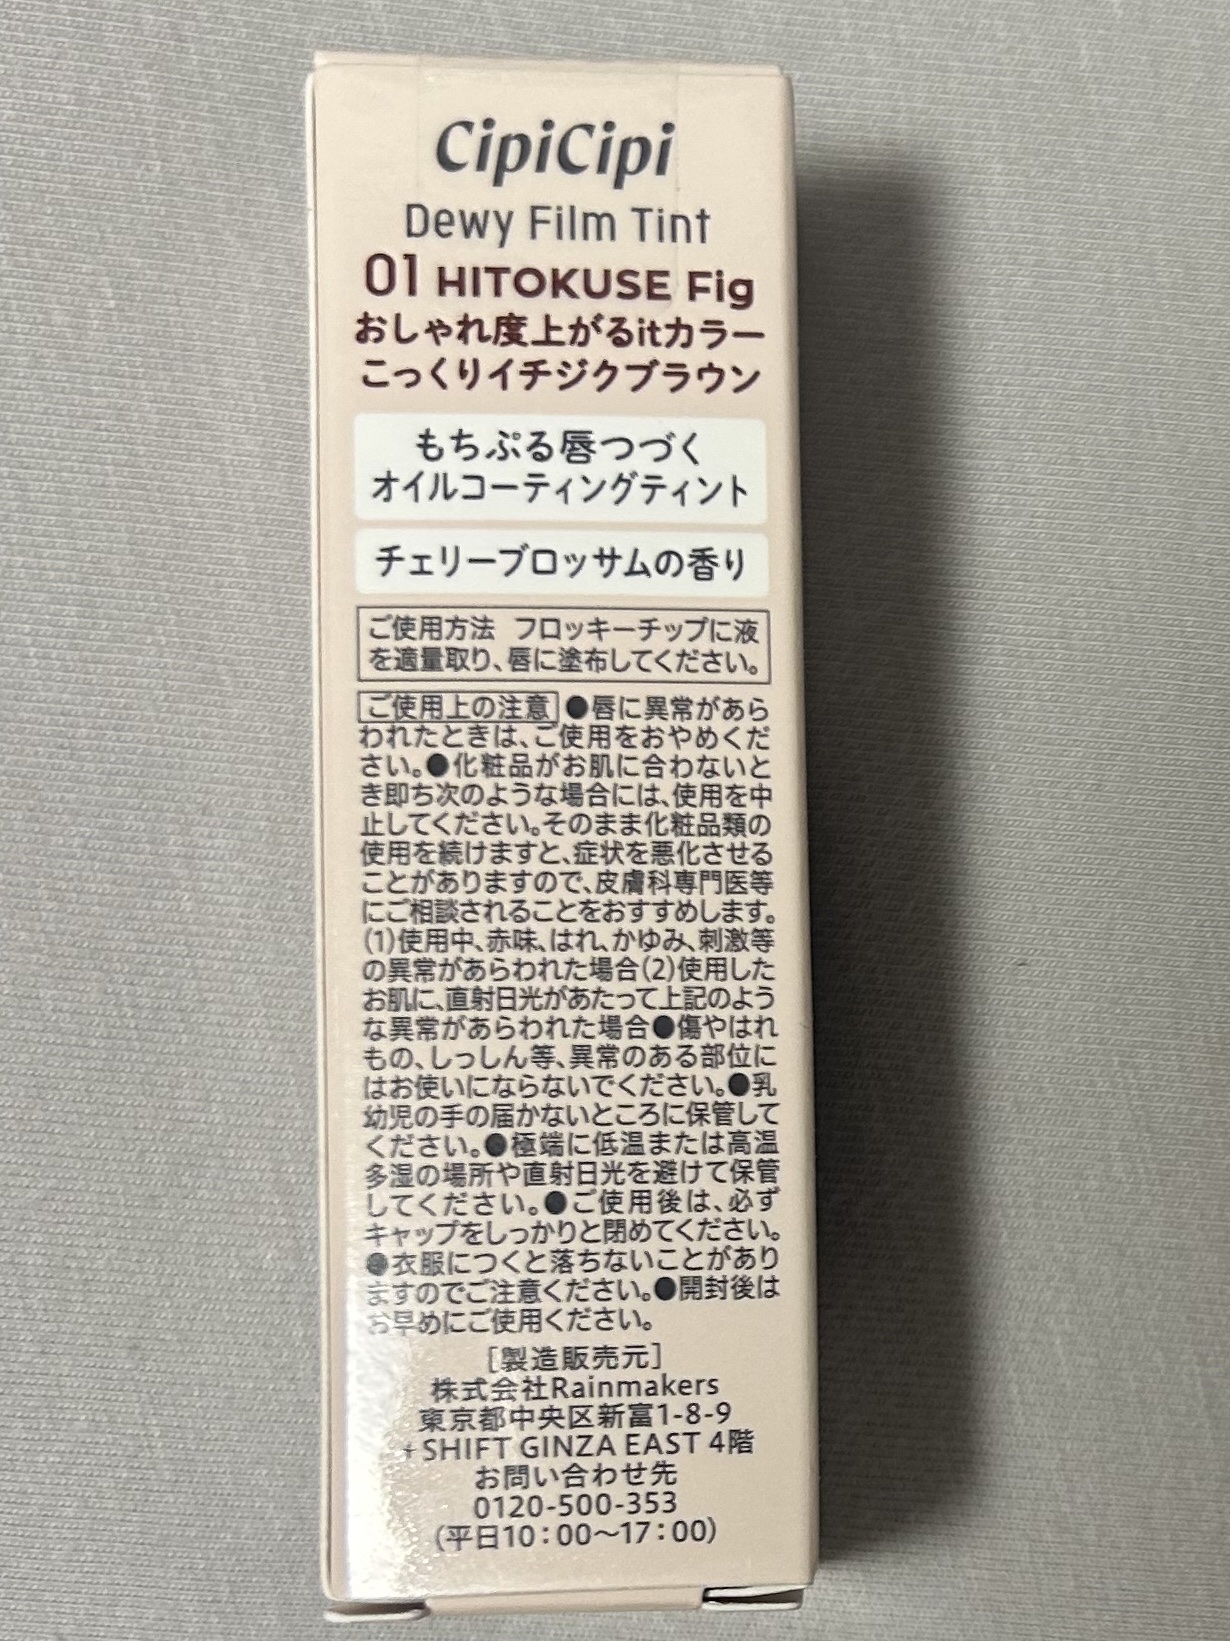 CipiCipi
Dewy Film Tint
01 HITOKUSE Fig
おしゃれ度上がるitカラー
こっくりイチジクブラウン
もちぷる唇つづく
オイルコーティングティント
チェリーブロッサムの香り
ご使用方法 フロッキーチップに液
を適量取り、唇に塗布してください。
ご使用上の注意 ●唇に異常があら
われたときは、ご使用をおやめくだ
さい。●化粧品がお肌に合わないと
き即ち次のような場合には、使用を中
止してください。そのまま化粧品類の
使用を続けますと、症状を悪化させる
ことがありますので、皮膚科専門医等
にご相談されることをおすすめします。
(1)使用中、赤味、はれ、かゆみ、刺激等
の異常があらわれた場合(2)使用した
お肌に、直射日光があたって上記のよう
な異常があらわれた場合●傷やはれ
もの、しっしん等、異常のある部位に
はお使いにならないでください。●乳
幼児の手の届かないところに保管して
ください。●極端に低温または高温
多湿の場所や直射日光を避けて保管
してください。●ご使用後は、必ず
キャップをしっかりと閉めてください。
●衣服につくと落ちないことがあり
ますのでご注意ください。●開封後は
お早めにご使用ください。
[製造販売元]
株式会社Rainmakers
東京都中央区新富1-8-9
+SHIFT GINZA EAST 4階
お問い合わせ先
0120-500-353
(平日10：00〜17：00)